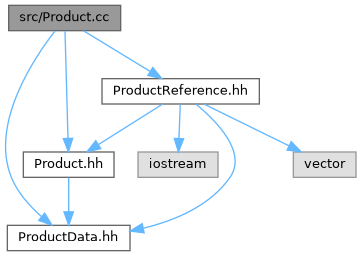 src/Product.cc
ProductReference.hh
Product.hh
iostream
vector
ProductData.hh